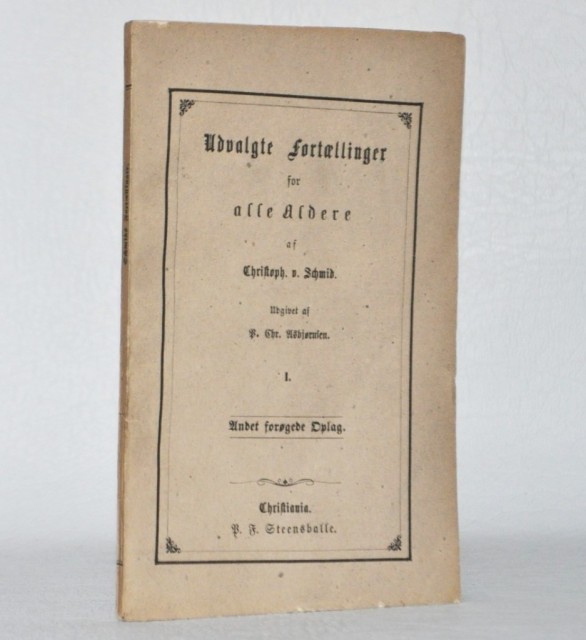 Udvalgte Fortællinger
for
alle Aldere
af
Christoph. v. Schmid.
Udgivet af
P. Chr. Asbjørnsen.
I.
Andet forøgede Oplag.
Christiania.
P. F. Steensballe.